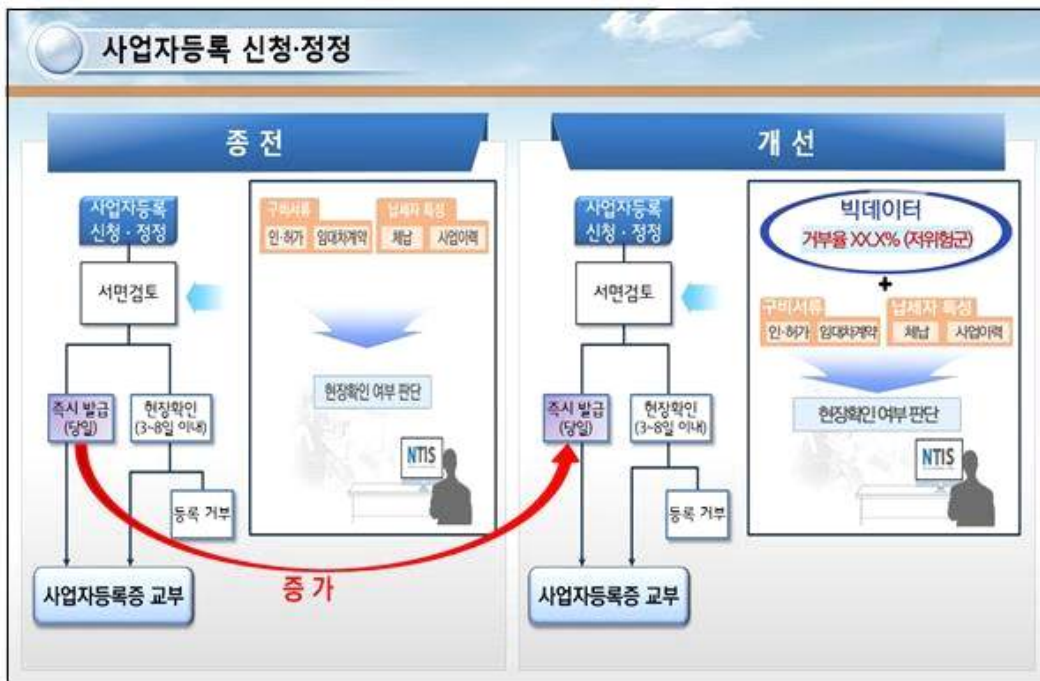 사업자등록 신청·정정
종 전
사업자등록
신청·정정
서면검토
즉시 발급
(당일)
현장확인
(3~8일 이내)
등록 거부
사업자등록증 교부
구비서류
인·허가
임대차계약
납세자 특성
체납
사업이력
현장확인 여부 판단
NTIS
증 가
개 선
사업자등록
신청·정정
서면검토
즉시 발급
(당일)
현장확인
(3~8일 이내)
등록 거부
사업자등록증 교부
빅데이터
거부율 XX.X% (저위험군)
+
구비서류
인·허가
임대차계약
납세자 특성
체납
사업이력
현장확인 여부 판단
NTIS